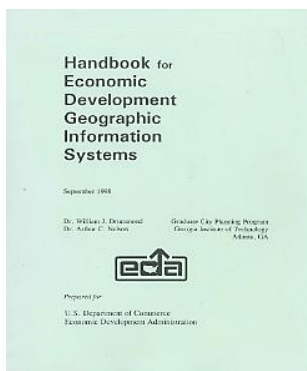 Handbook for
Economic
Development
Geographic
Information
Systems
September 1998
Dr. William J. Drummond Graduate City Planning Program
Dr. Arthur C. Nelson Georgia Institute of Technology
Atlanta, GA
eda
Prepared for
U.S. Department of Commerce
Economic Development Administration